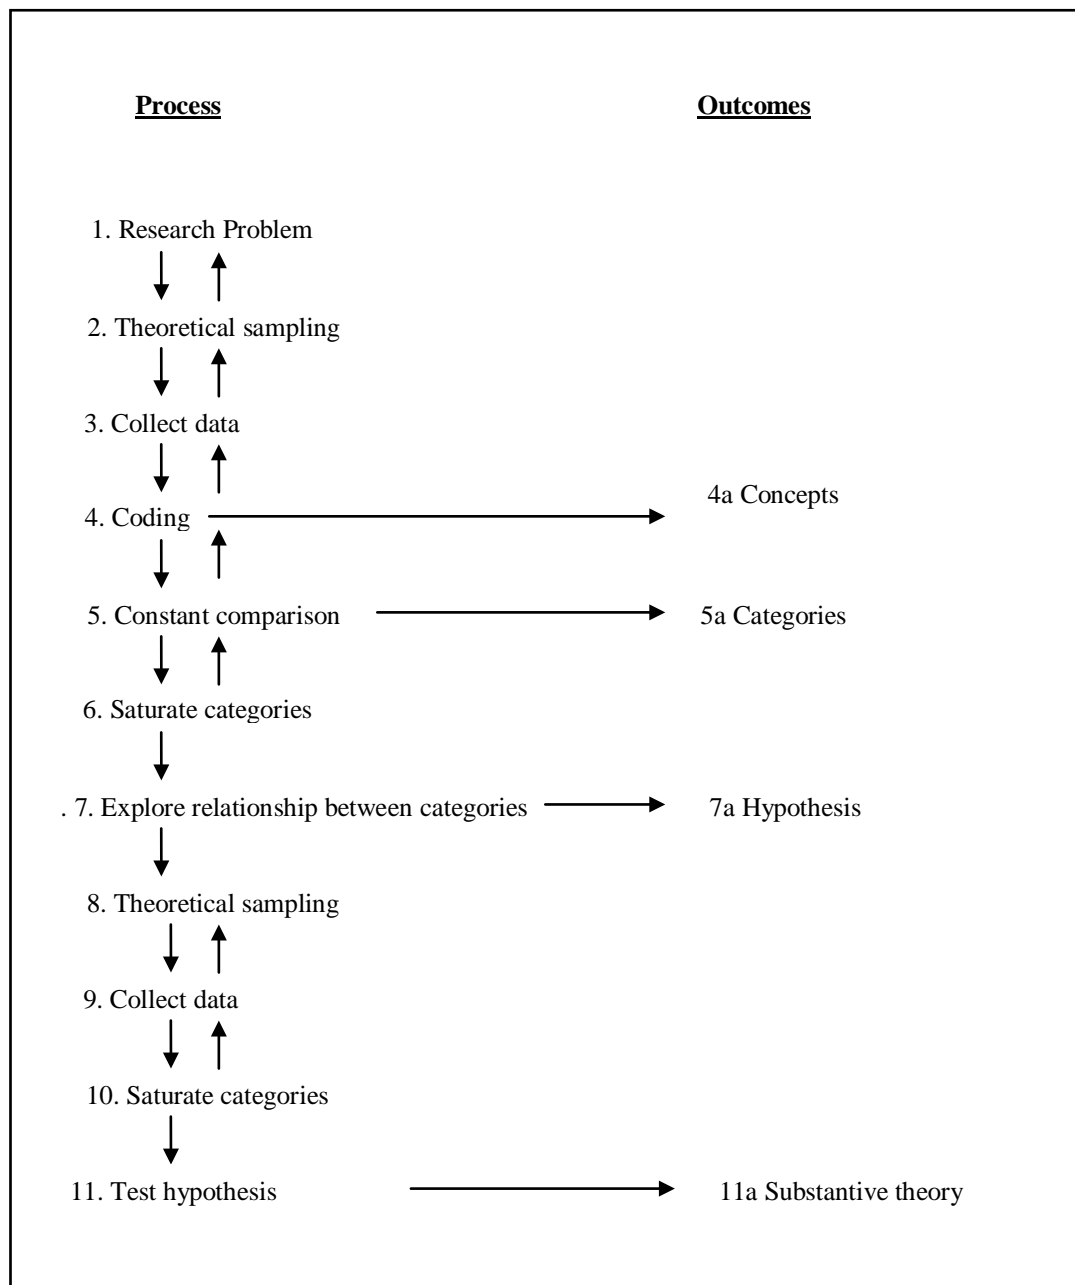 Process Outcomes
1. Research Problem
2. Theoretical sampling
3. Collect data
4a Concepts
4. Coding
5. Constant comparison 5a Categories
6. Saturate categories
. 7. Explore relationship between categories 7a Hypothesis
8. Theoretical sampling
9. Collect data
10. Saturate categories
11. Test hypothesis 11a Substantive theory